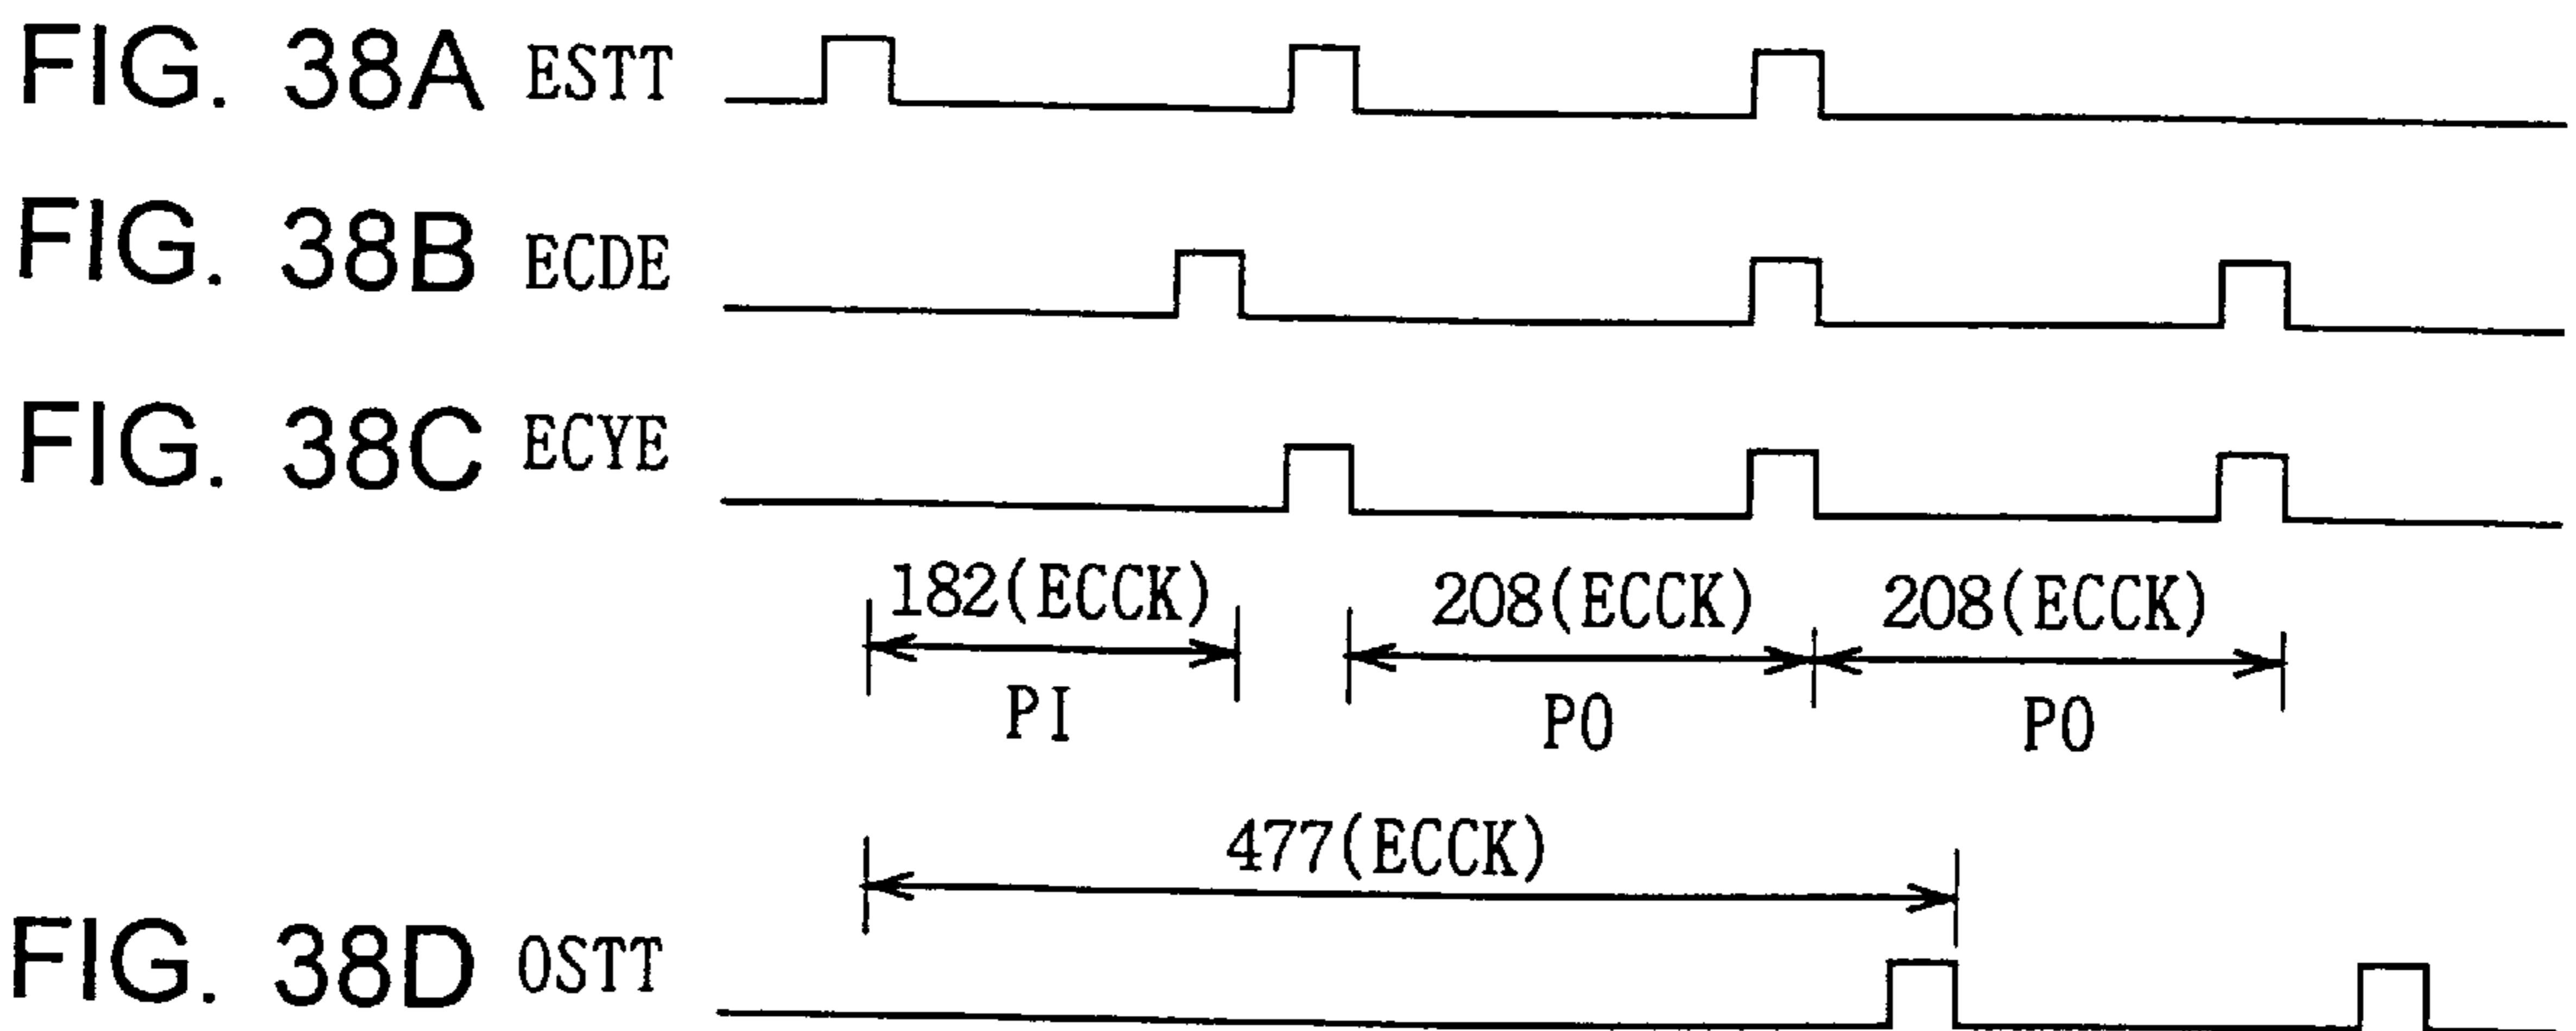 FIG. 38A ESTT
FIG. 38B ECDE
FIG. 38C ECYE
182(ECCK) 208(ECCK) 208(ECCK)
PI PO PO
477(ECCK)
FIG. 38D OSTT